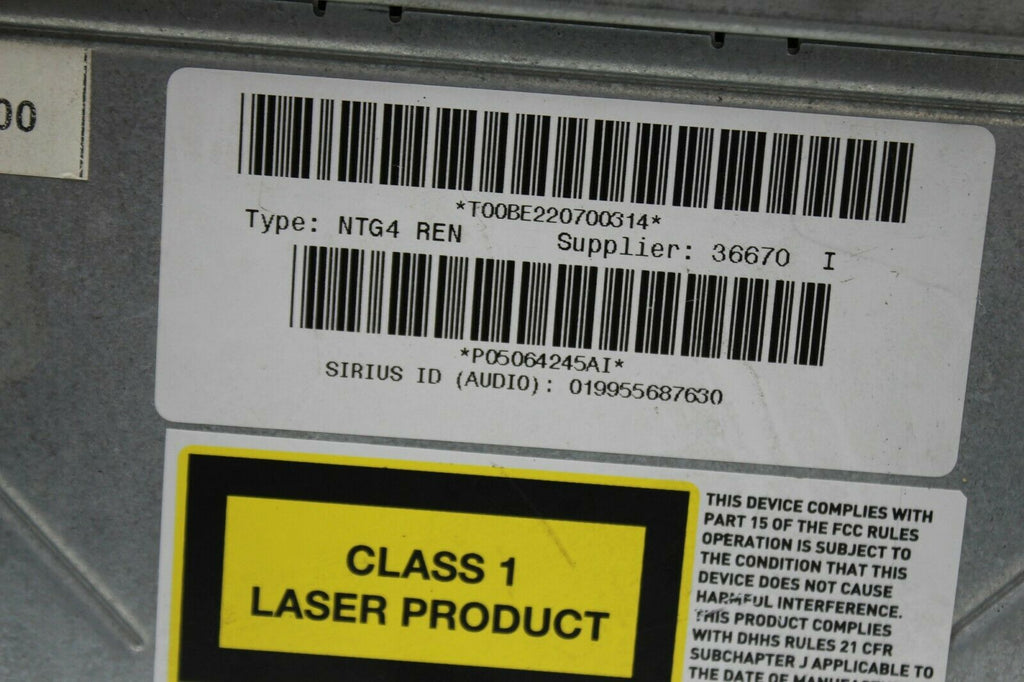 00
*T00BE220700314*
Type: NTG4 REN Supplier: 36670 I
*P05064245AI*
SIRIUS ID (AUDIO): 019955687630
CLASS 1
LASER PRODUCT
THIS DEVICE COMPLIES WITH
PART 15 OF THE FCC RULES
OPERATION IS SUBJECT TO
THE CONDITION THAT THIS
DEVICE DOES NOT CAUSE
HARMFUL INTERFERENCE.
THIS PRODUCT COMPLIES
WITH DHHS RULES 21 CFR
SUBCHAPTER J APPLICABLE TO
THE DATE OF